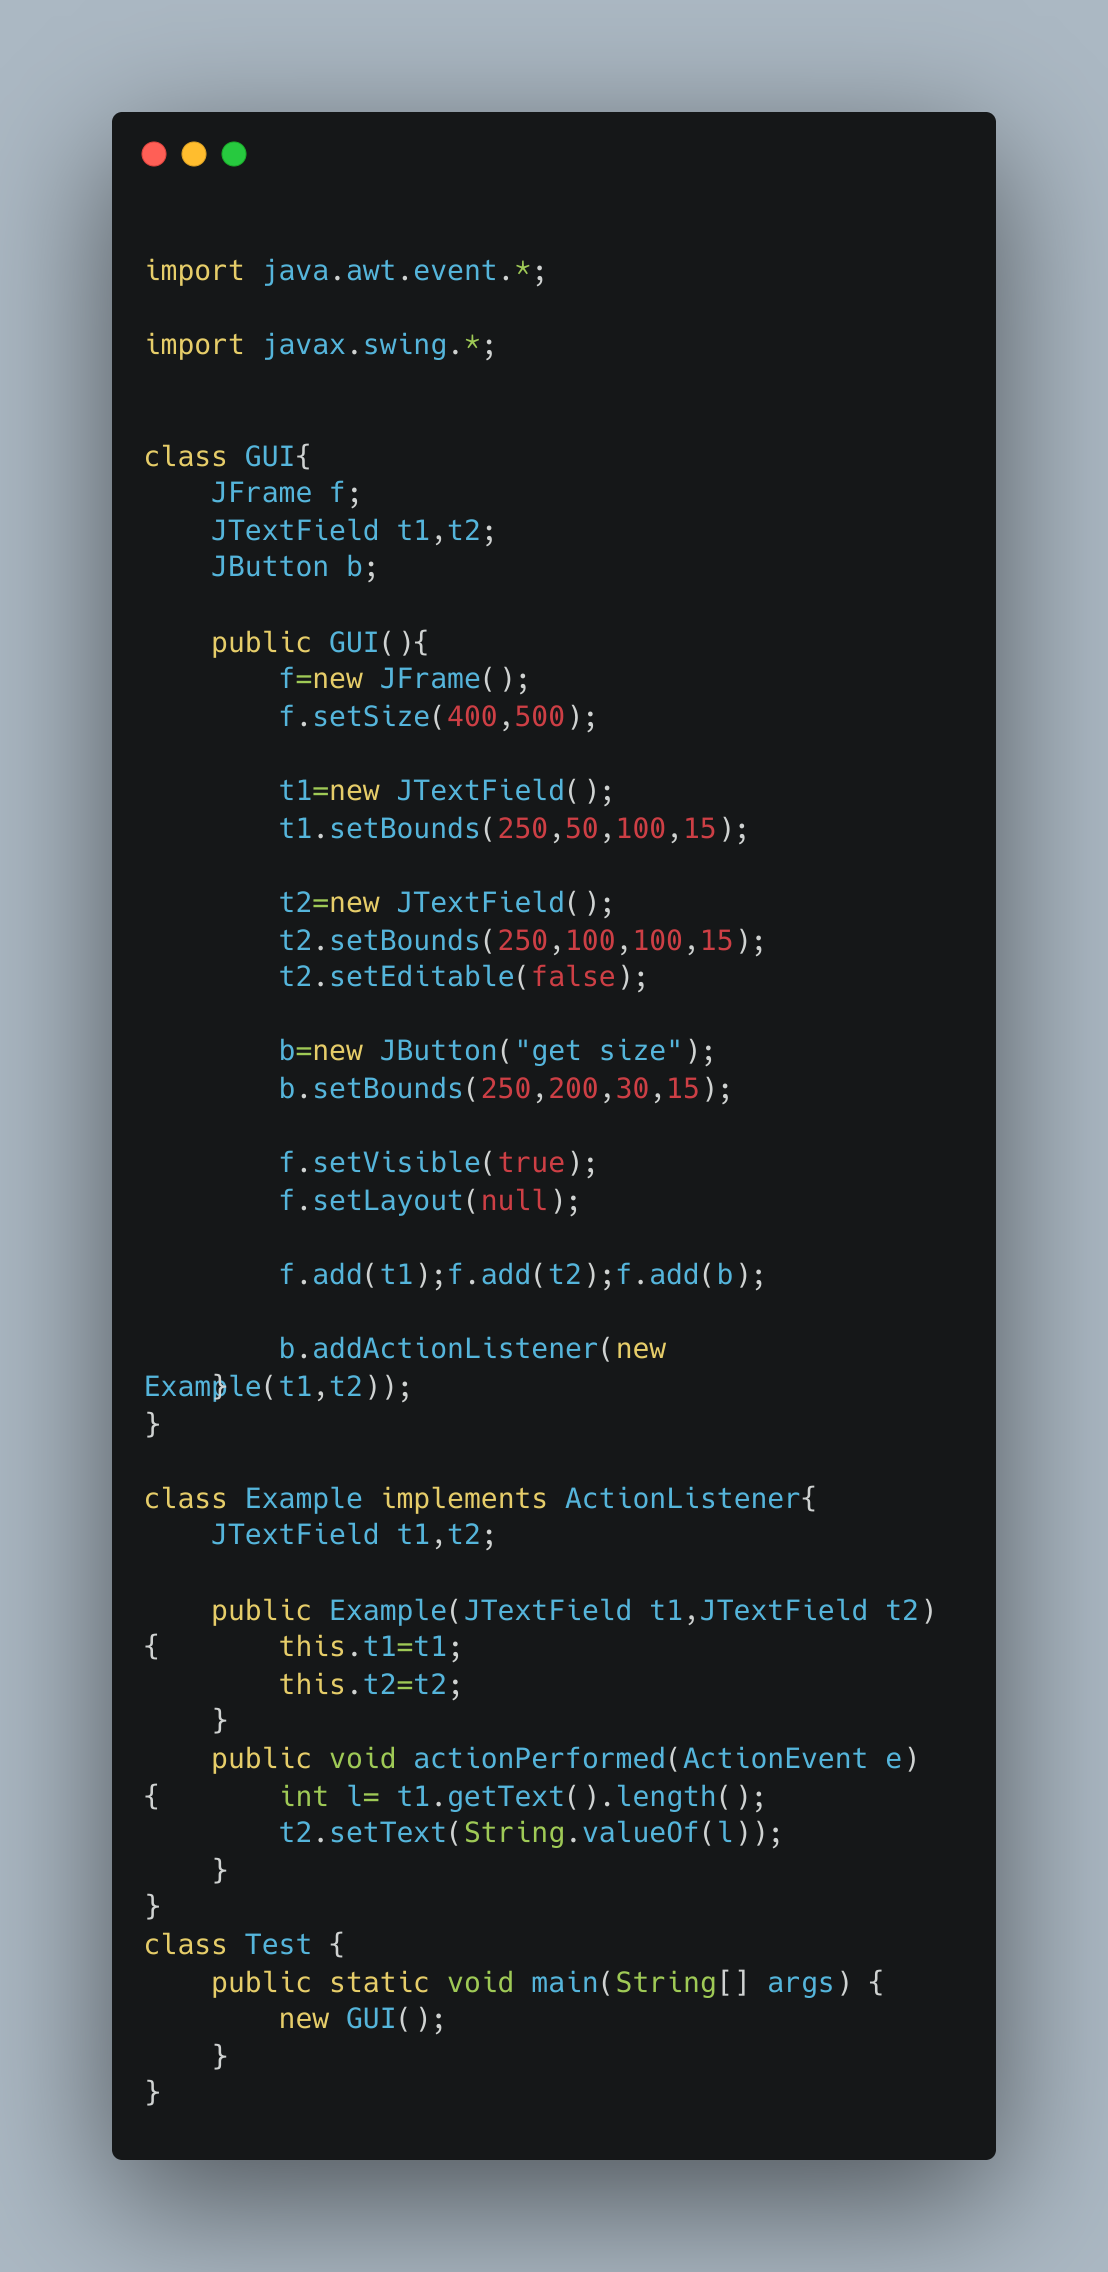 import java.awt.event.*;
import javax.swing.*;
class GUI{
    JFrame f;
    JTextField t1,t2;
    JButton b;
    public GUI(){
        f=new JFrame();
        f.setSize(400,500);
        t1=new JTextField();
        t1.setBounds(250,50,100,15);
        t2=new JTextField();
        t2.setBounds(250,100,100,15);
        t2.setEditable(false);
        b=new JButton("get size");
        b.setBounds(250,200,30,15);
        f.setVisible(true);
        f.setLayout(null);
        f.add(t1);f.add(t2);f.add(b);
        b.addActionListener(new
Example(t1,t2));
    }
}
class Example implements ActionListener{
    JTextField t1,t2;
    public Example(JTextField t1,JTextField t2)
{       this.t1=t1;
        this.t2=t2;
    }
    public void actionPerformed(ActionEvent e)
{       int l= t1.getText().length();
        t2.setText(String.valueOf(l));
    }
}
class Test {
    public static void main(String[] args) {
        new GUI();
    }
}